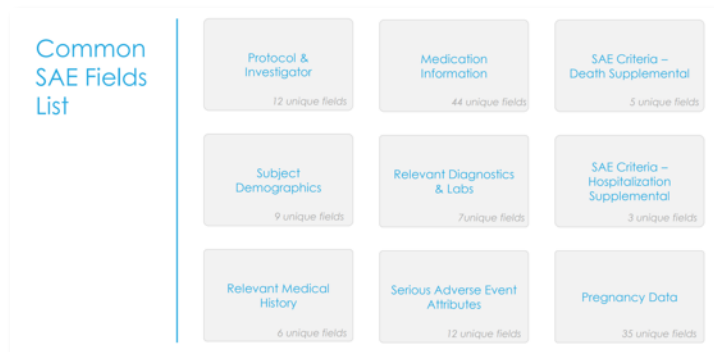 Common
SAE Fields
List
Protocol &
Investigator
12 unique fields
Medication
Information
44 unique fields
SAE Criteria –
Death Supplemental
5 unique fields
Subject
Demographics
9 unique fields
Relevant Diagnostics
& Labs
7unique fields
SAE Criteria –
Hospitalization
Supplemental
3 unique fields
Relevant Medical
History
6 unique fields
Serious Adverse Event
Attributes
12 unique fields
Pregnancy Data
35 unique fields